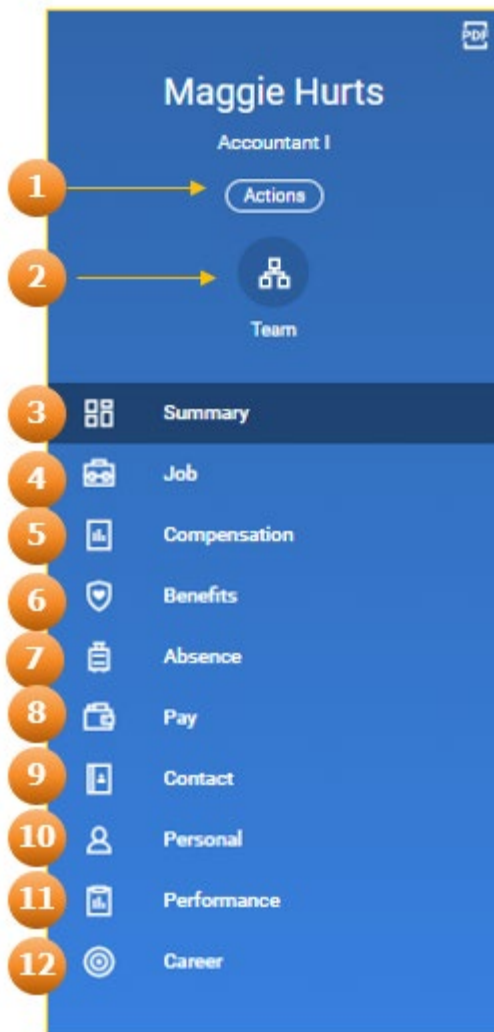 PDF
Maggie Hurts
Accountant I
1 Actions
2
Team
3 Summary
4 Job
5 Compensation
6 Benefits
7 Absence
8 Pay
9 Contact
10 Personal
11 Performance
12 Career